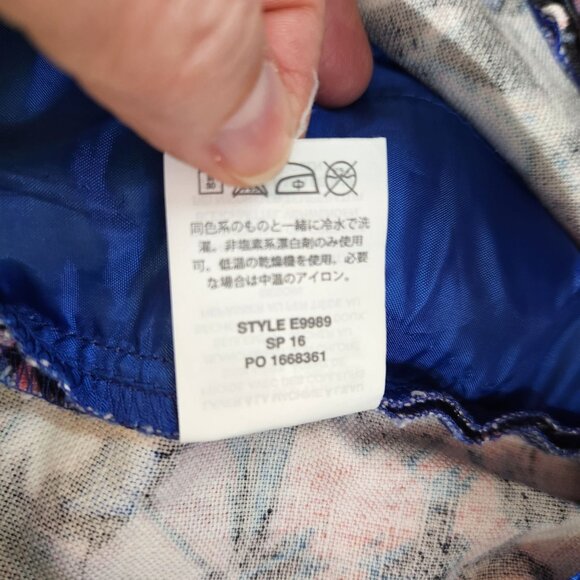 中
同色系のものと一緒に冷水で洗
濯。非塩素系漂白剤のみ使用
可。低温の乾燥機を使用。必要
な場合は中温のアイロン。
STYLE E9989
SP 16
PO 1668361